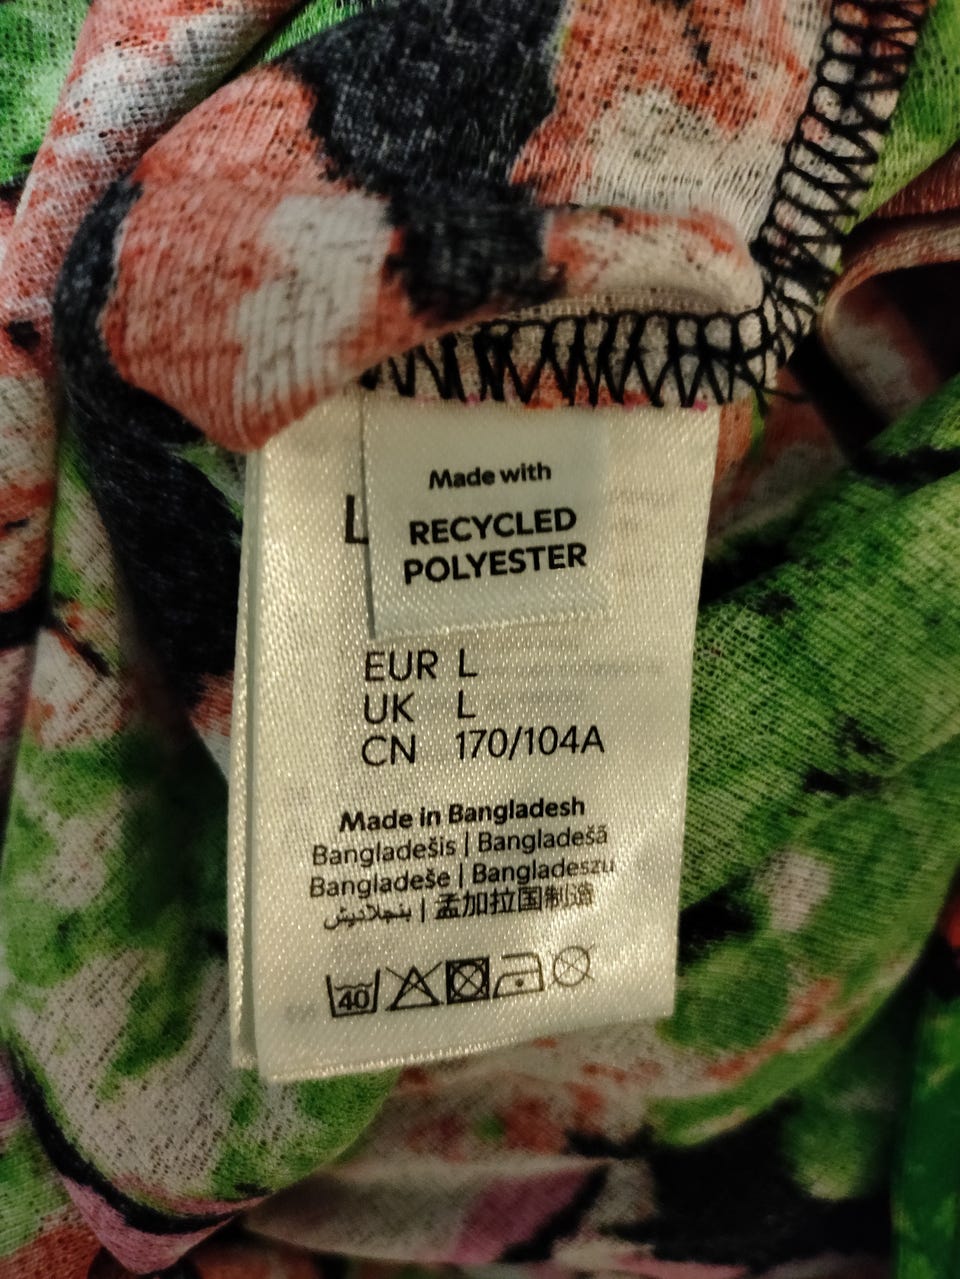 Made with
RECYCLED
POLYESTER
L
EUR L
UK L
CN 170/104A
Made in Bangladesh
Bangladešis | Bangladešā
Bangladeše | Bangladeszu
بنجلاديش | 孟加拉国制造
40